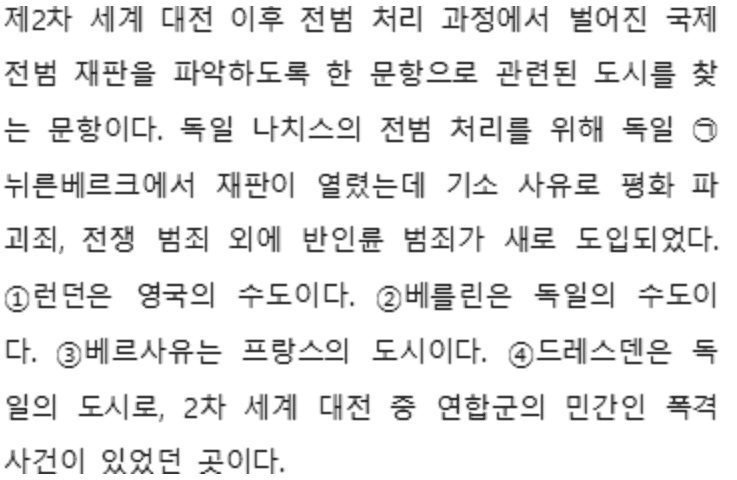 제2차 세계 대전 이후 전범 처리 과정에서 벌어진 국제
전범 재판을 파악하도록 한 문항으로 관련된 도시를 찾
는 문항이다. 독일 나치스의 전범 처리를 위해 독일 ㉠
뉘른베르크에서 재판이 열렸는데 기소 사유로 평화 파
괴죄, 전쟁 범죄 외에 반인륜 범죄가 새로 도입되었다.
①런던은 영국의 수도이다. ②베를린은 독일의 수도이
다. ③베르사유는 프랑스의 도시이다. ④드레스덴은 독
일의 도시로, 2차 세계 대전 중 연합군의 민간인 폭격
사건이 있었던 곳이다.